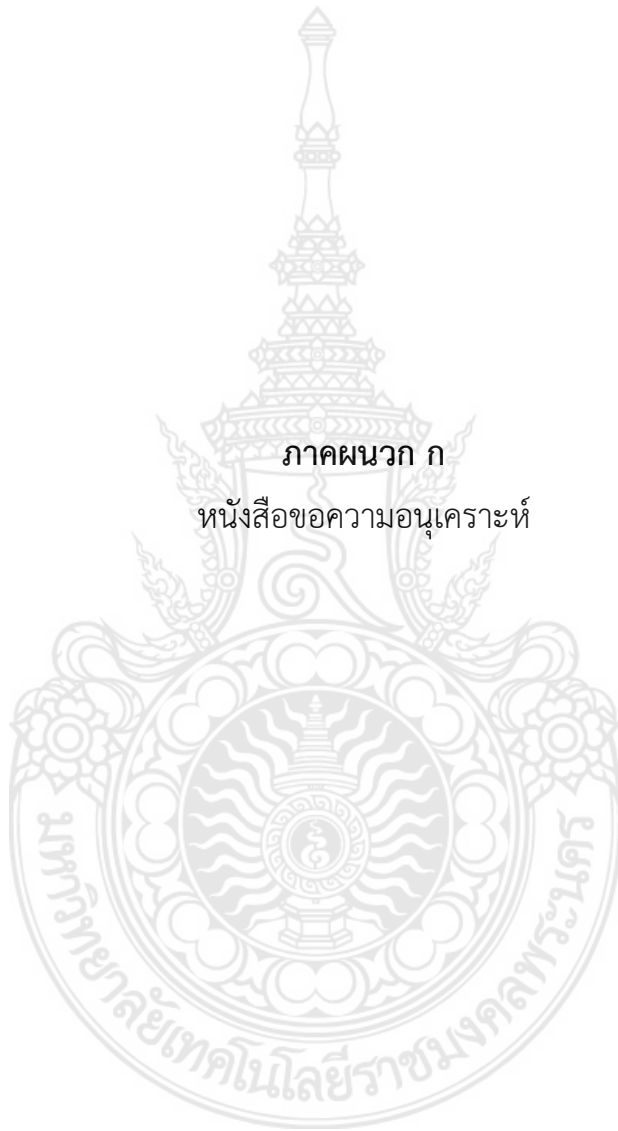 ภาคผนวก ก
หนังสือขอความอนุเคราะห์
มหาวิทยาลัยเทคโนโลยีราชมงคลพระนคร